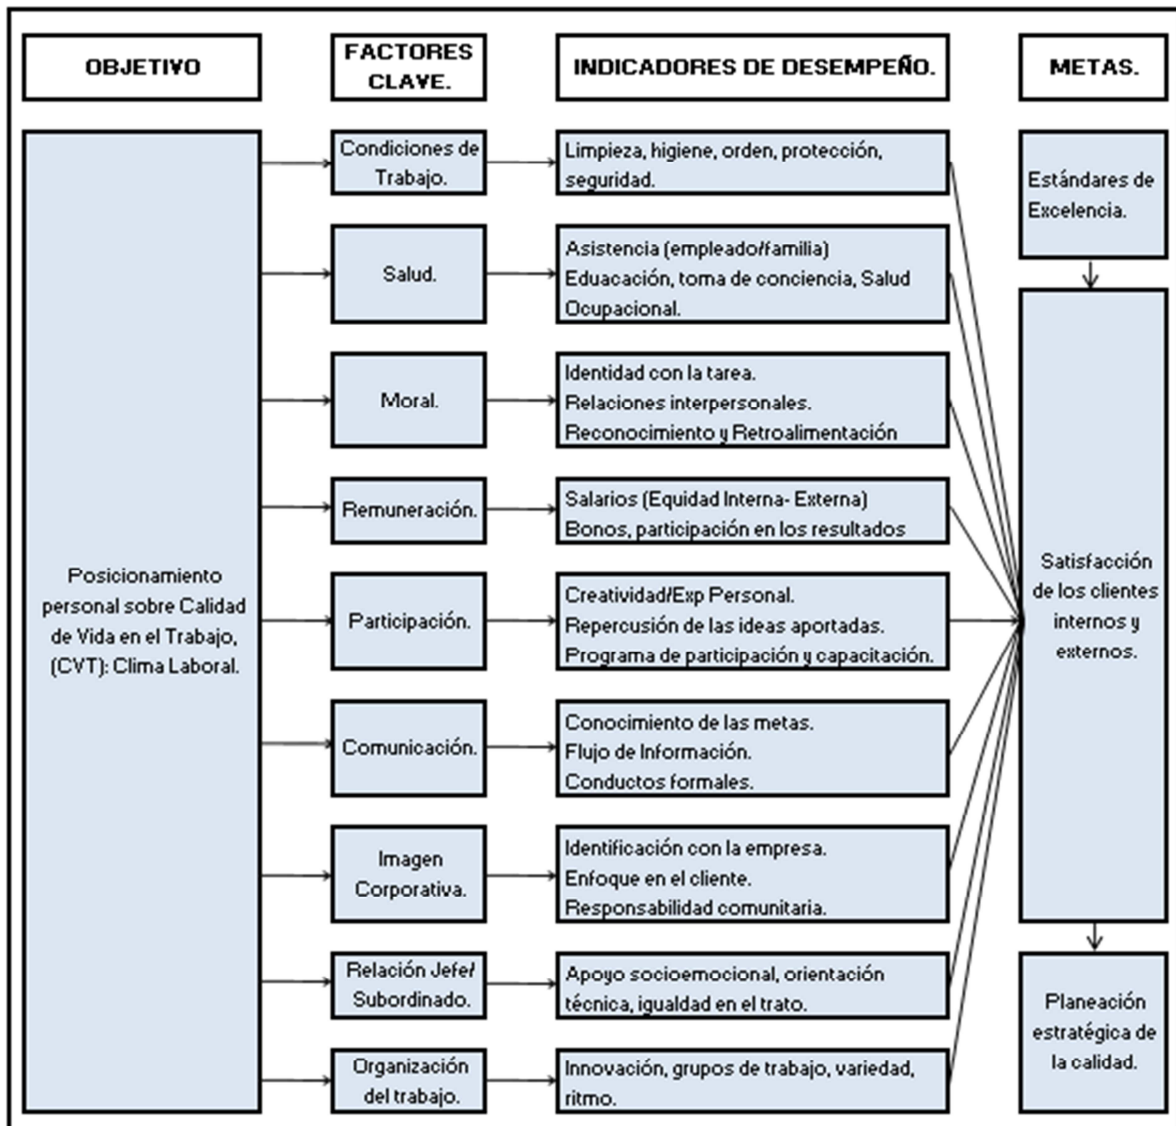 OBJETIVO
FACTORES
CLAVE.
INDICADORES DE DESEMPEÑO.
METAS.
Posicionamiento
personal sobre Calidad
de Vida en el Trabajo,
(CVT): Clima Laboral.
Condiciones de
Trabajo.
Limpieza, higiene, orden, protección,
seguridad.
Salud.
Asistencia (empleado/familia)
Eduacación, toma de conciencia, Salud
Ocupacional.
Moral.
Identidad con la tarea.
Relaciones interpersonales.
Reconocimiento y Retroalimentación
Remuneración.
Salarios (Equidad Interna- Externa)
Bonos, participación en los resultados
Participación.
Creatividad/Exp Personal.
Repercusión de las ideas aportadas.
Programa de participación y capacitación.
Comunicación.
Conocimiento de las metas.
Flujo de Información.
Conductos formales.
Imagen
Corporativa.
Identificación con la empresa.
Enfoque en el cliente.
Responsabilidad comunitaria.
Relación Jefe/
Subordinado.
Apoyo socioemocional, orientación
técnica, igualdad en el trato.
Organización
del trabajo.
Innovación, grupos de trabajo, variedad,
ritmo.
Estándares de
Excelencia.
Satisfacción
de los clientes
internos y
externos.
Planeación
estratégica de
la calidad.